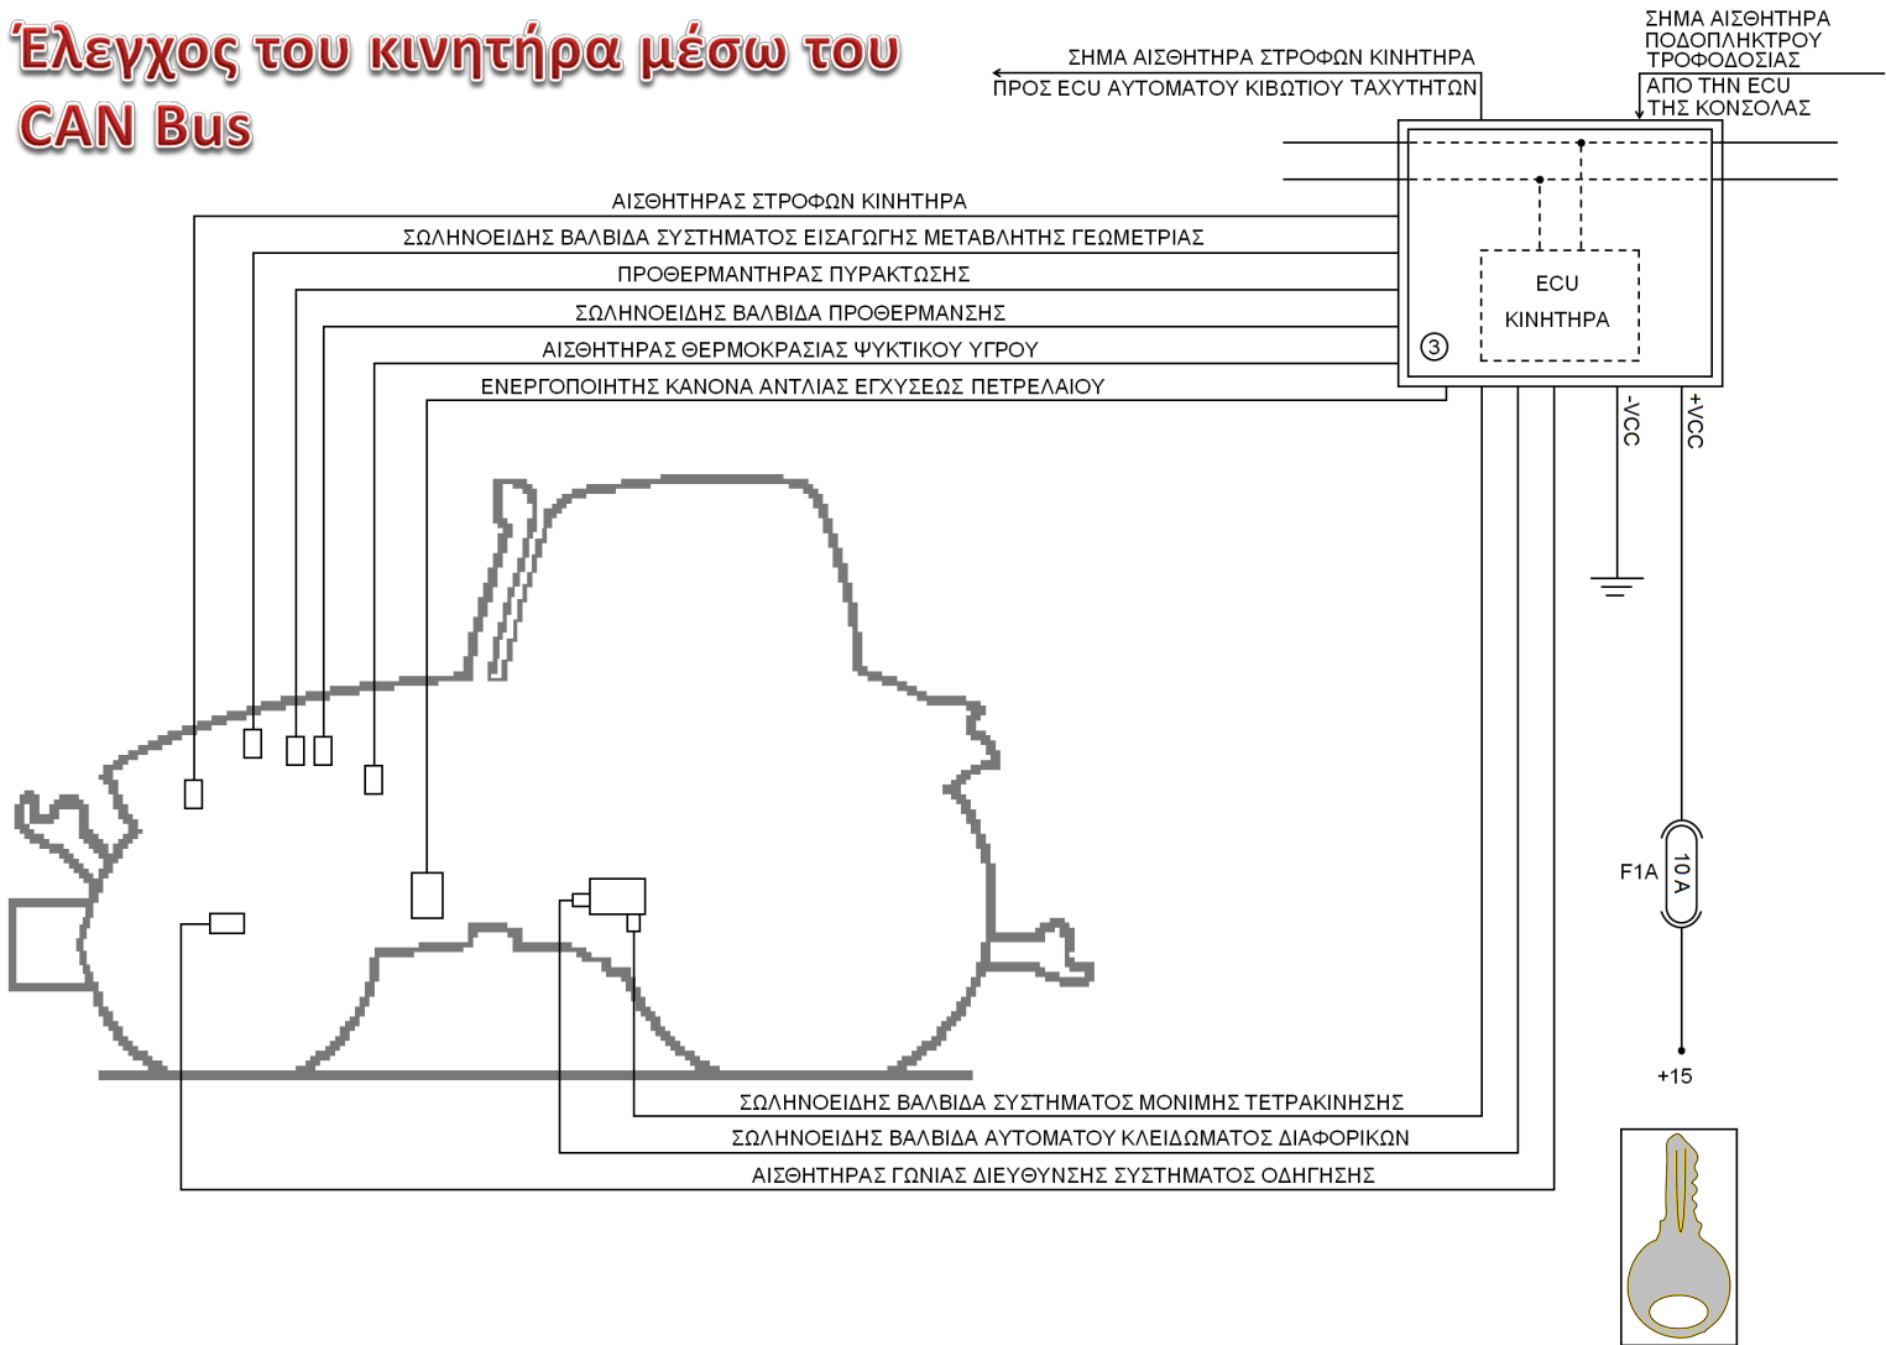 Έλεγχος του κινητήρα μέσω του
CAN Bus
ΣΗΜΑ ΑΙΣΘΗΤΗΡΑ ΣΤΡΟΦΩΝ ΚΙΝΗΤΗΡΑ
ΠΡΟΣ ECU ΑΥΤΟΜΑΤΟΥ ΚΙΒΩΤΙΟΥ ΤΑΧΥΤΗΤΩΝ
ΣΗΜΑ ΑΙΣΘΗΤΗΡΑ
ΠΟΔΟΠΛΗΚΤΡΟΥ
ΤΡΟΦΟΔΟΣΙΑΣ
ΑΠΟ ΤΗΝ ECU
ΤΗΣ ΚΟΝΣΟΛΑΣ
ΑΙΣΘΗΤΗΡΑΣ ΣΤΡΟΦΩΝ ΚΙΝΗΤΗΡΑ
ΣΩΛΗΝΟΕΙΔΗΣ ΒΑΛΒΙΔΑ ΣΥΣΤΗΜΑΤΟΣ ΕΙΣΑΓΩΓΗΣ ΜΕΤΑΒΛΗΤΗΣ ΓΕΩΜΕΤΡΙΑΣ
ΠΡΟΘΕΡΜΑΝΤΗΡΑΣ ΠΥΡΑΚΤΩΣΗΣ
ΣΩΛΗΝΟΕΙΔΗΣ ΒΑΛΒΙΔΑ ΠΡΟΘΕΡΜΑΝΣΗΣ
ΑΙΣΘΗΤΗΡΑΣ ΘΕΡΜΟΚΡΑΣΙΑΣ ΨΥΚΤΙΚΟΥ ΥΓΡΟΥ
ΕΝΕΡΓΟΠΟΙΗΤΗΣ ΚΑΝΟΝΑ ΑΝΤΛΙΑΣ ΕΓΧΥΣΕΩΣ ΠΕΤΡΕΛΑΙΟΥ
ECU
ΚΙΝΗΤΗΡΑ
3
-VCC
+VCC
F1A
10 A
+15
ΣΩΛΗΝΟΕΙΔΗΣ ΒΑΛΒΙΔΑ ΣΥΣΤΗΜΑΤΟΣ ΜΟΝΙΜΗΣ ΤΕΤΡΑΚΙΝΗΣΗΣ
ΣΩΛΗΝΟΕΙΔΗΣ ΒΑΛΒΙΔΑ ΑΥΤΟΜΑΤΟΥ ΚΛΕΙΔΩΜΑΤΟΣ ΔΙΑΦΟΡΙΚΩΝ
ΑΙΣΘΗΤΗΡΑΣ ΓΩΝΙΑΣ ΔΙΕΥΘΥΝΣΗΣ ΣΥΣΤΗΜΑΤΟΣ ΟΔΗΓΗΣΗΣ